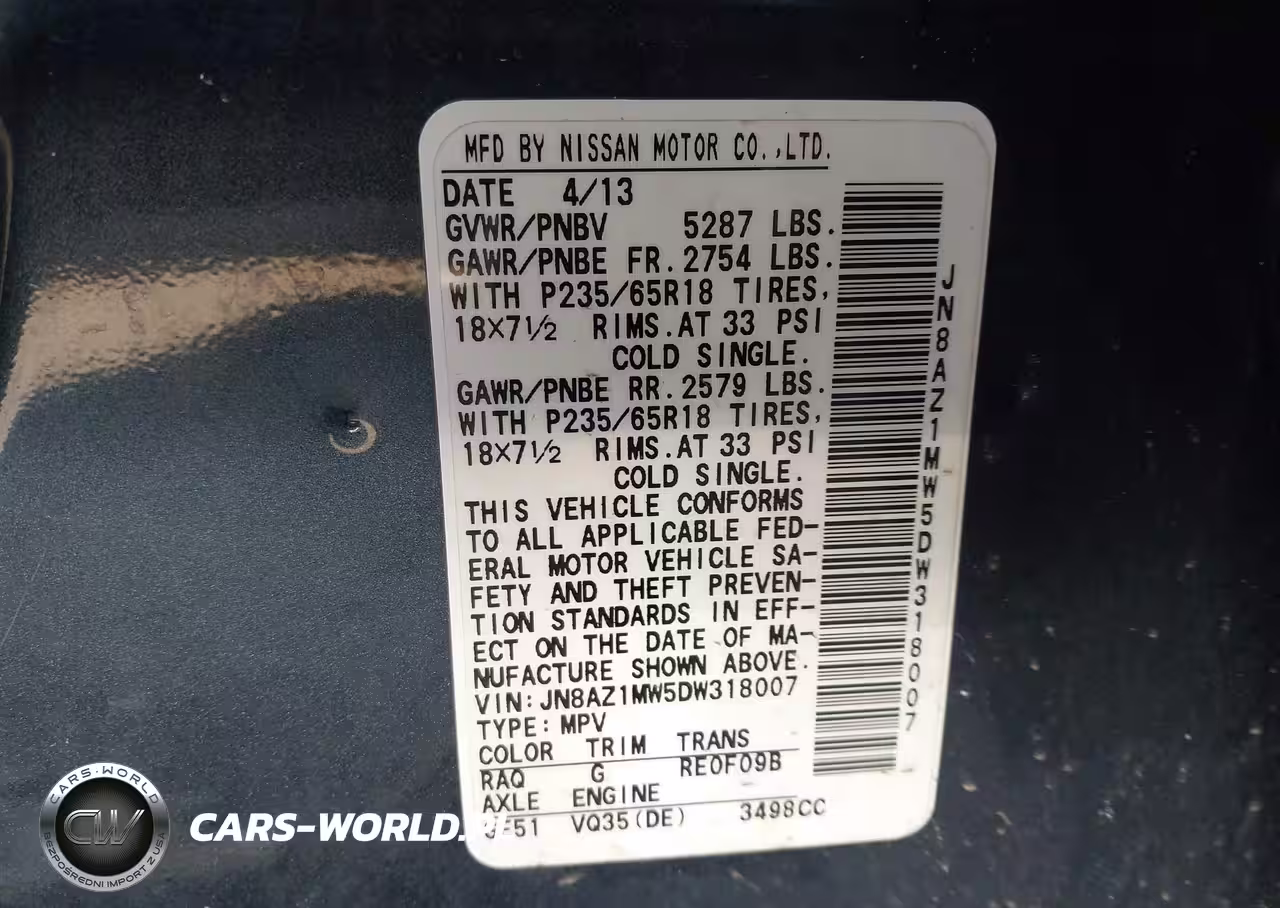 MFD BY NISSAN MOTOR CO.,LTD.
DATE 4/13
GVWR/PNBV 5287 LBS.
GAWR/PNBE FR. 2754 LBS.
WITH P235/65R18 TIRES,
18×7½ RIMS. AT 33 PSI
COLD SINGLE.
GAWR/PNBE RR. 2579 LBS.
WITH P235/65R18 TIRES,
18×7½ RIMS. AT 33 PSI
COLD SINGLE.
THIS VEHICLE CONFORMS
TO ALL APPLICABLE FED-
ERAL MOTOR VEHICLE SA-
FETY AND THEFT PREVEN-
TION STANDARDS IN EFF-
ECT ON THE DATE OF MA-
NUFACTURE SHOWN ABOVE.
VIN: JN8AZ1MW5DW318007
TYPE: MPV
COLOR TRIM TRANS
RAQ G RE0F09B
AXLE ENGINE
VQ35(DE) 3498CC
JN8AZ1MW5DW318007
CARS-WORLD
CW
BEZPOŚREDNI IMPORT Z USA
CARS-WORLD.PL